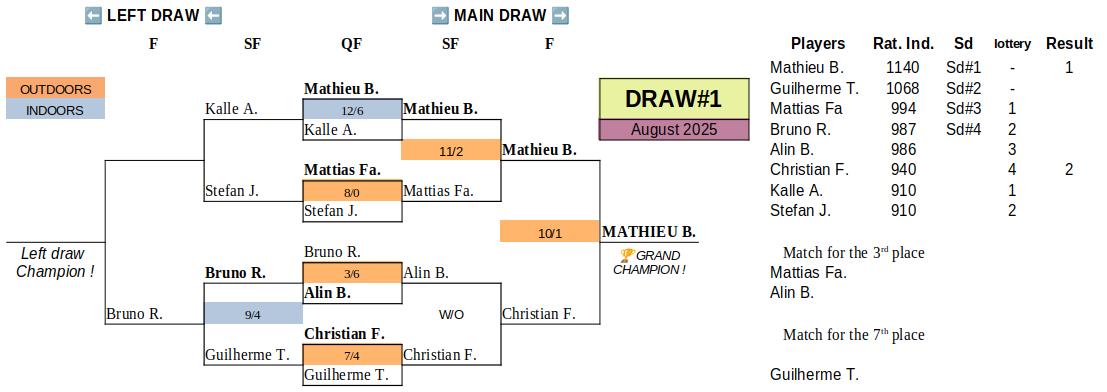 ⬅ LEFT DRAW ⬅
➡ MAIN DRAW ➡
F SF QF SF F
OUTDOORS
INDOORS
Mathieu B.
Kalle A. 12/6 Mathieu B.
Kalle A.
11/2 Mathieu B.
Mattias Fa.
Stefan J. 8/0 Mattias Fa.
Stefan J.
10/1 MATHIEU B.
Left draw
Champion !
🏆GRAND
CHAMPION !
Bruno R.
Bruno R. 3/6 Alin B.
Alin B.
Bruno R. 9/4 W/O Christian F.
Christian F.
Guilherme T. 7/4 Christian F.
Guilherme T.
DRAW#1
August 2025
Players Rat. Ind. Sd lottery Result
Mathieu B. 1140 Sd#1 - 1
Guilherme T. 1068 Sd#2 -
Mattias Fa 994 Sd#3 1
Bruno R. 987 Sd#4 2
Alin B. 986 3
Christian F. 940 4 2
Kalle A. 910 1
Stefan J. 910 2
Match for the 3rd place
Mattias Fa.
Alin B.
Match for the 7th place
Guilherme T.